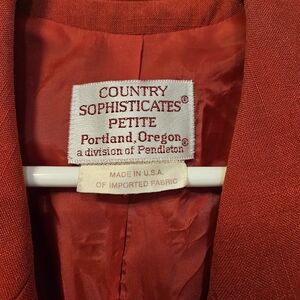 COUNTRY
SOPHISTICATES®
PETITE
Portland, Oregon®
a division of Pendleton®
MADE IN U.S.A.
OF IMPORTED FABRIC